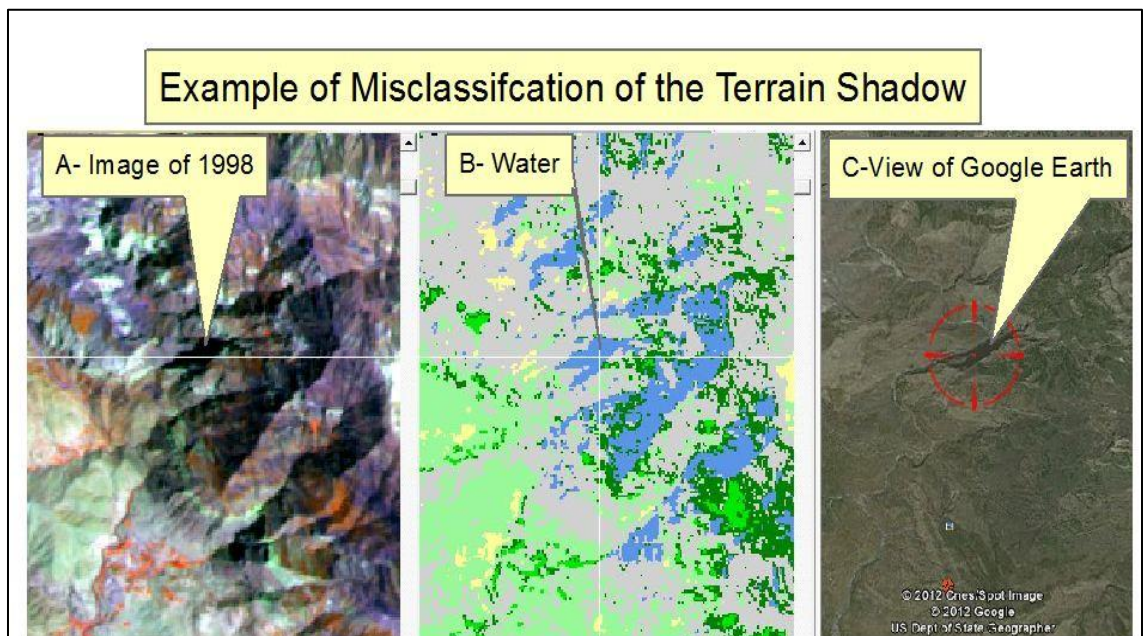 Example of Misclassifcation of the Terrain Shadow
A- Image of 1998
B- Water
C-View of Google Earth
© 2012 Cnes/Spot Image
© 2012 Google
US Dept of State Geographer